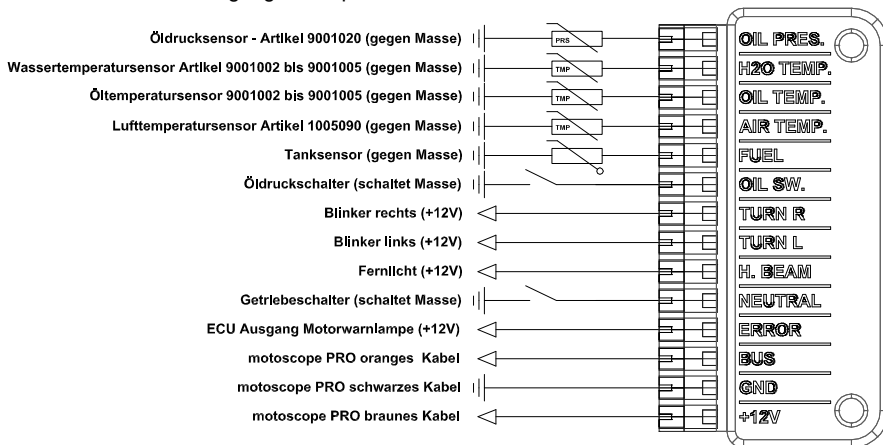 Öldrucksensor - Artikel 9001020 (gegen Masse) PRS OIL PRES.
Wassertemperatursensor Artikel 9001002 bis 9001005 (gegen Masse) TMP H2O TEMP.
Öltemperatursensor 9001002 bis 9001005 (gegen Masse) TMP OIL TEMP.
Lufttemperatursensor Artikel 1005090 (gegen Masse) TMP AIR TEMP.
Tanksensor (gegen Masse) FUEL
Öldruckschalter (schaltet Masse) OIL SW.
Blinker rechts (+12V) TURN R
Blinker links (+12V) TURN L
Fernlicht (+12V) H. BEAM
Getriebeschalter (schaltet Masse) NEUTRAL
ECU Ausgang Motorwarnlampe (+12V) ERROR
motoscope PRO oranges Kabel BUS
motoscope PRO schwarzes Kabel GND
motoscope PRO braunes Kabel +12V